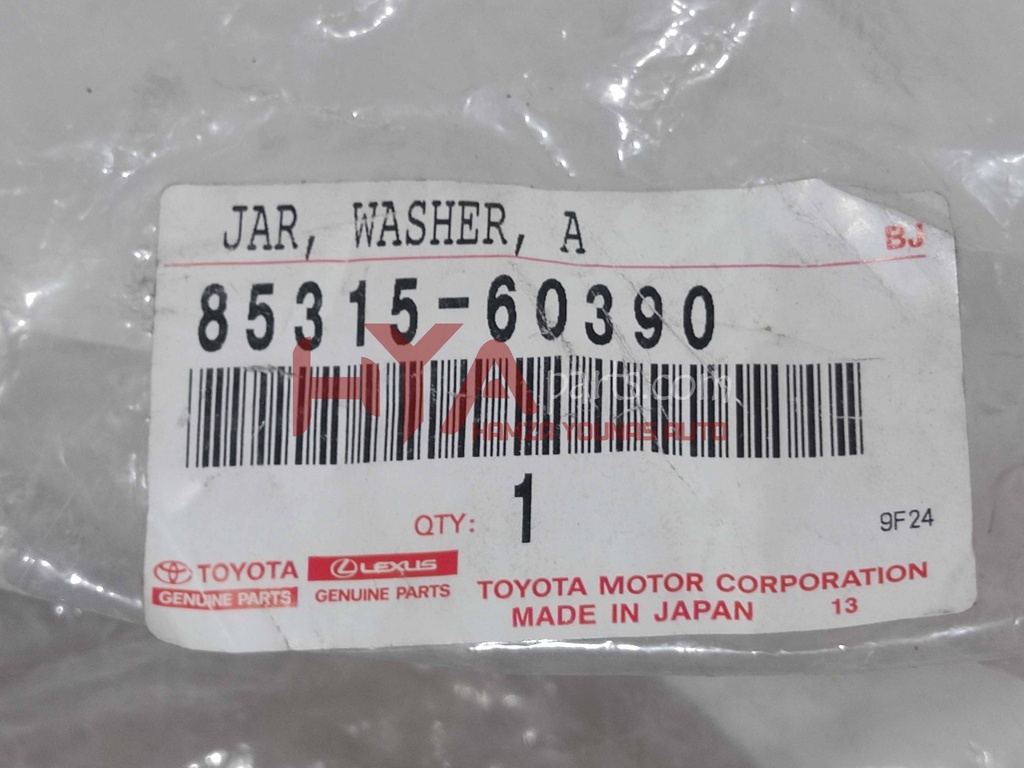 JAR, WASHER, A
BJ
85315-60390
HYA parts.com
HAMZA YOUNAS AUTO
QTY: 1
9F24
TOYOTA
GENUINE PARTS
LEXUS
GENUINE PARTS
TOYOTA MOTOR CORPORATION
MADE IN JAPAN 13